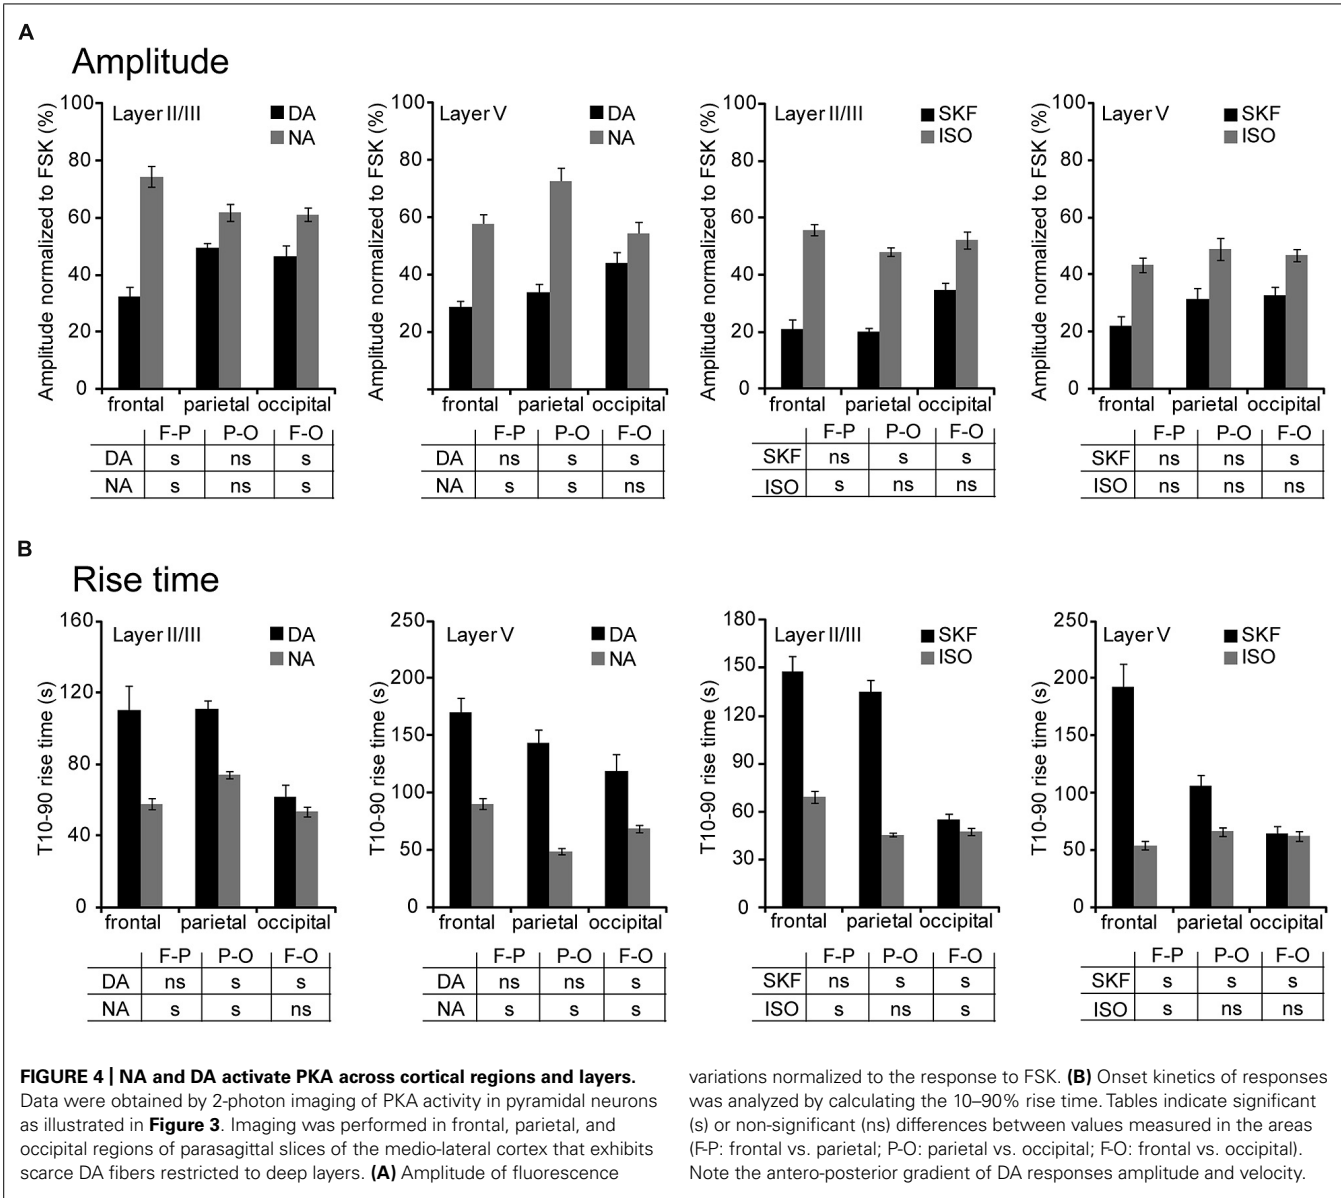 A
Amplitude
Amplitude normalized to FSK (%)
100
80
60
40
20
0
Layer II/III
DA
NA
frontal parietal occipital
F-P P-O F-O
DA s ns s
NA s ns s
Amplitude normalized to FSK (%)
100
80
60
40
20
Layer V
DA
NA
frontal parietal occipital
F-P P-O F-O
DA ns s s
NA s s ns
Amplitude normalized to FSK (%)
100
80
60
40
20
0
Layer II/III
SKF
ISO
frontal parietal occipital
F-P P-O F-O
SKF ns s s
ISO s ns ns
Amplitude normalized to FSK (%)
100
80
60
40
20
0
Layer V
SKF
ISO
frontal parietal occipital
F-P P-O F-O
SKF ns ns s
ISO ns ns ns
B
Rise time
T10-90 rise time (s)
160
120
80
40
0
Layer II/III
DA
NA
frontal parietal occipital
F-P P-O F-O
DA ns s s
NA s s ns
T10-90 rise time (s)
250
200
150
100
50
0
Layer V
DA
NA
frontal parietal occipital
F-P P-O F-O
DA ns ns s
NA s s s
T10-90 rise time (s)
180
150
120
90
60
30
0
Layer II/III
SKF
ISO
frontal parietal occipital
F-P P-O F-O
SKF ns s s
ISO s ns s
T10-90 rise time (s)
250
200
150
100
50
0
Layer V
SKF
ISO
frontal parietal occipital
F-P P-O F-O
SKF s s s
ISO s ns ns
FIGURE 4 | NA and DA activate PKA across cortical regions and layers.
Data were obtained by 2-photon imaging of PKA activity in pyramidal neurons
as illustrated in Figure 3. Imaging was performed in frontal, parietal, and
occipital regions of parasagittal slices of the medio-lateral cortex that exhibits
scarce DA fibers restricted to deep layers. (A) Amplitude of fluorescence
variations normalized to the response to FSK. (B) Onset kinetics of responses
was analyzed by calculating the 10–90% rise time. Tables indicate significant
(s) or non-significant (ns) differences between values measured in the areas
(F-P: frontal vs. parietal; P-O: parietal vs. occipital; F-O: frontal vs. occipital).
Note the antero-posterior gradient of DA responses amplitude and velocity.